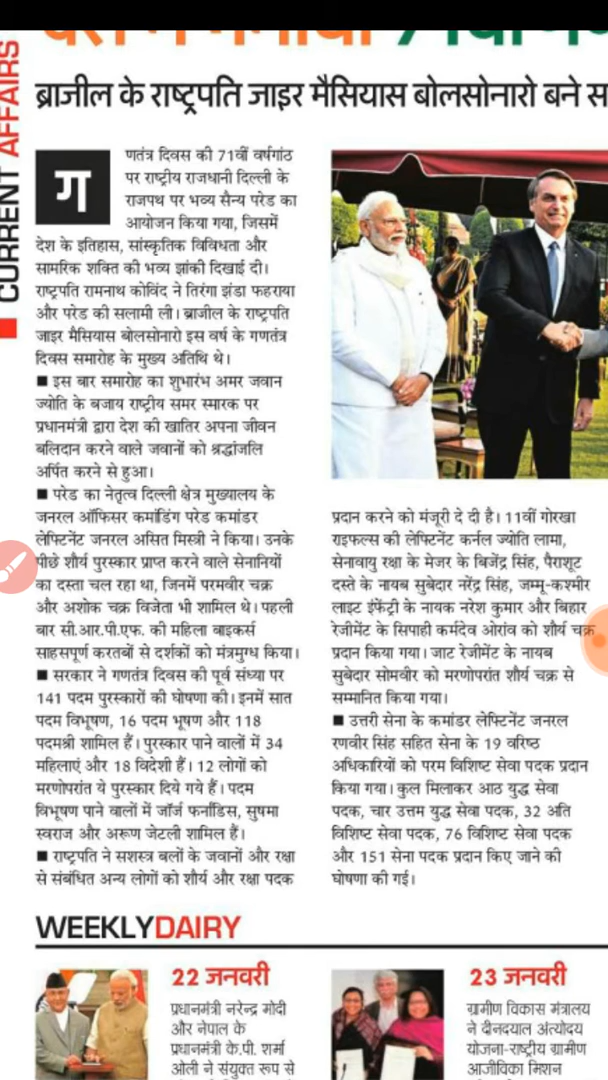 CURRENT AFFAIRS
ब्राजील के राष्ट्रपति जाइर मैसियास बोलसोनारो बने
गणतंत्र दिवस की 71वीं वर्षगांठ
पर राष्ट्रीय राजधानी दिल्ली के
राजपथ पर भव्य सैन्य परेड का
आयोजन किया गया, जिसमें
देश के इतिहास, सांस्कृतिक विविधता और
सामरिक शक्ति की भव्य झांकी दिखाई दी।
राष्ट्रपति रामनाथ कोविंद ने तिरंगा झंडा फहराया
और परेड की सलामी ली। ब्राजील के राष्ट्रपति
जाइर मैसियास बोलसोनारो इस वर्ष के गणतंत्र
दिवस समारोह के मुख्य अतिथि थे।
■ इस बार समारोह का शुभारंभ अमर जवान
ज्योति के बजाय राष्ट्रीय समर स्मारक पर
प्रधानमंत्री द्वारा देश की खातिर अपना जीवन
बलिदान करने वाले जवानों को श्रद्धांजलि
अर्पित करने से हुआ।
■ परेड का नेतृत्व दिल्ली क्षेत्र मुख्यालय के
जनरल ऑफिसर कमांडिंग परेड कमांडर
लेफ्टिनेंट जनरल असित मिस्त्री ने किया। उनके
पीछे शौर्य पुरस्कार प्राप्त करने वाले सेनानियों
का दस्ता चल रहा था, जिनमें परमवीर चक्र
और अशोक चक्र विजेता भी शामिल थे। पहली
बार सी.आर.पी.एफ. की महिला बाइकर्स
साहसपूर्ण करतबों से दर्शकों को मंत्रमुग्ध किया।
■ सरकार ने गणतंत्र दिवस की पूर्व संध्या पर
141 पदम पुरस्कारों की घोषणा की। इनमें सात
पदम विभूषण, 16 पदम भूषण और 118
पदमश्री शामिल हैं। पुरस्कार पाने वालों में 34
महिलाएं और 18 विदेशी हैं। 12 लोगों को
मरणोपरांत ये पुरस्कार दिये गये हैं। पदम
विभूषण पाने वालों में जॉर्ज फर्नांडिस, सुषमा
स्वराज और अरूण जेटली शामिल हैं।
■ राष्ट्रपति ने सशस्त्र बलों के जवानों और रक्षा
से संबंधित अन्य लोगों को शौर्य और रक्षा पदक
प्रदान करने को मंजूरी दे दी है। 11वीं गोरखा
राइफल्स की लेफ्टिनेंट कर्नल ज्योति लामा,
सेनावायु रक्षा के मेजर के बिजेंद्र सिंह, पैराशूट
दस्ते के नायब सुबेदार नरेंद्र सिंह, जम्मू-कश्मीर
लाइट इंफेंट्री के नायक नरेश कुमार और बिहार
रेजीमेंट के सिपाही कर्मदेव ओरांव को शौर्य चक्र
प्रदान किया गया। जाट रेजीमेंट के नायब
सुबेदार सोमवीर को मरणोपरांत शौर्य चक्र से
सम्मानित किया गया।
■ उत्तरी सेना के कमांडर लेफ्टिनेंट जनरल
रणवीर सिंह सहित सेना के 19 वरिष्ठ
अधिकारियों को परम विशिष्ट सेवा पदक प्रदान
किया गया। कुल मिलाकर आठ युद्ध सेवा
पदक, चार उत्तम युद्ध सेवा पदक, 32 अति
विशिष्ट सेवा पदक, 76 विशिष्ट सेवा पदक
और 151 सेना पदक प्रदान किए जाने की
घोषणा की गई।
WEEKLYDAIRY
22 जनवरी
प्रधानमंत्री नरेन्द्र मोदी
और नेपाल के
प्रधानमंत्री के.पी. शर्मा
ओली ने संयुक्त रूप से
23 जनवरी
ग्रामीण विकास मंत्रालय
ने दीनदयाल अंत्योदय
योजना-राष्ट्रीय ग्रामीण
आजीविका मिशन